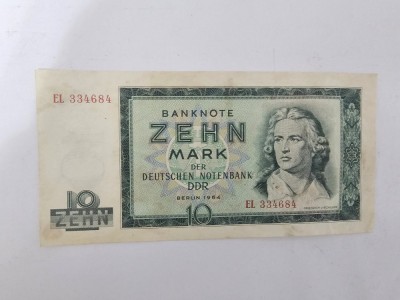 BANKNOTE
EL 334684
ZEHN
MARK
DER
DEUTSCHEN NOTENBANK
DDR
BERLIN 1964
EL 334684
10
ZEHN
10